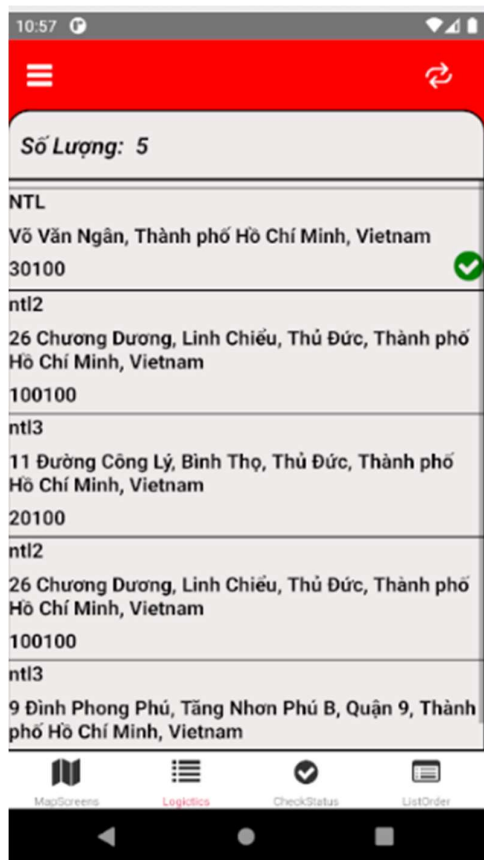 10:57
Số Lượng: 5
NTL
Võ Văn Ngân, Thành phố Hồ Chí Minh, Vietnam
30100
ntl2
26 Chương Dương, Linh Chiểu, Thủ Đức, Thành phố
Hồ Chí Minh, Vietnam
100100
ntl3
11 Đường Công Lý, Bình Thọ, Thủ Đức, Thành phố
Hồ Chí Minh, Vietnam
20100
ntl2
26 Chương Dương, Linh Chiểu, Thủ Đức, Thành phố
Hồ Chí Minh, Vietnam
100100
ntl3
9 Đình Phong Phú, Tăng Nhơn Phú B, Quận 9, Thành
phố Hồ Chí Minh, Vietnam
MapScreens Logictics CheckStatus ListOrder